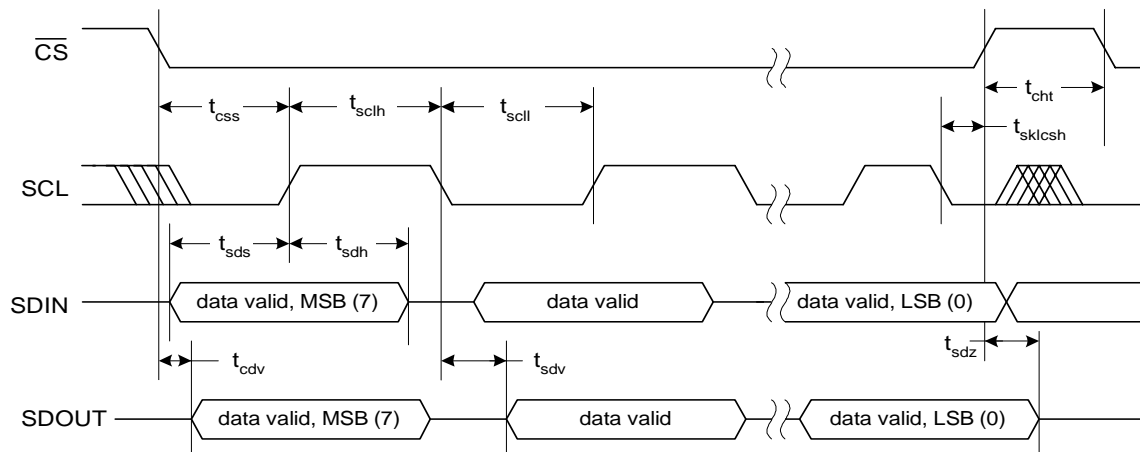 CS
t_css
t_sclh
t_scll
t_cht
t_sklcsh
SCL
t_sds
t_sdh
SDIN
data valid, MSB (7)
data valid
data valid, LSB (0)
t_cdv
t_sdv
t_sdz
SDOUT
data valid, MSB (7)
data valid
data valid, LSB (0)